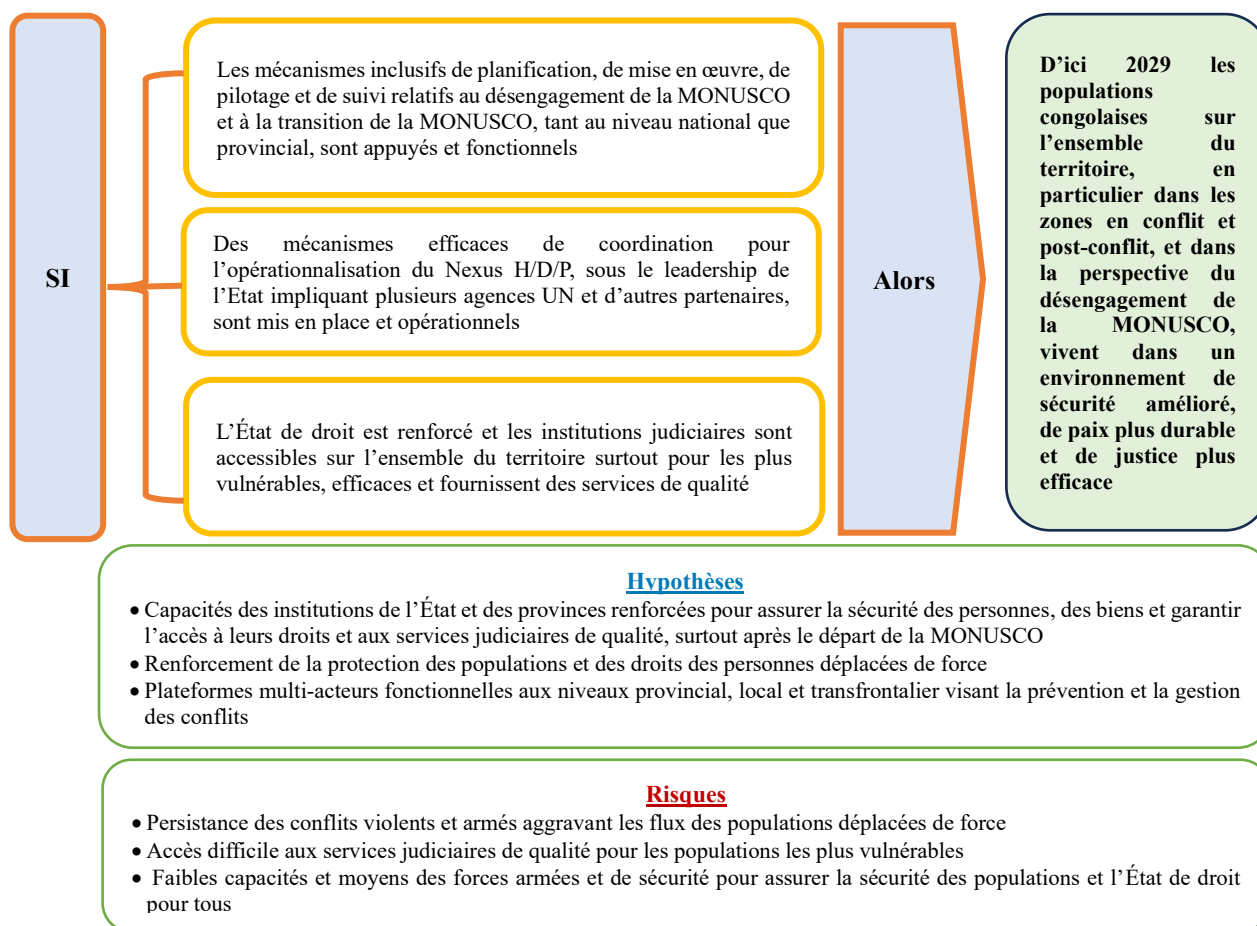 SI
Les mécanismes inclusifs de planification, de mise en œuvre, de
pilotage et de suivi relatifs au désengagement de la MONUSCO
et à la transition de la MONUSCO, tant au niveau national que
provincial, sont appuyés et fonctionnels
Des mécanismes efficaces de coordination pour
l’opérationnalisation du Nexus H/D/P, sous le leadership de
l’Etat impliquant plusieurs agences UN et d’autres partenaires,
sont mis en place et opérationnels
L’État de droit est renforcé et les institutions judiciaires sont
accessibles sur l’ensemble du territoire surtout pour les plus
vulnérables, efficaces et fournissent des services de qualité
Alors
D’ici 2029 les
populations
congolaises sur
l’ensemble du
territoire, en
particulier dans les
zones en conflit et
post-conflit, et dans
la perspective du
désengagement de
la MONUSCO,
vivent dans un
environnement de
sécurité amélioré,
de paix plus durable
et de justice plus
efficace
Hypothèses
• Capacités des institutions de l’État et des provinces renforcées pour assurer la sécurité des personnes, des biens et garantir
l’accès à leurs droits et aux services judiciaires de qualité, surtout après le départ de la MONUSCO
• Renforcement de la protection des populations et des droits des personnes déplacées de force
• Plateformes multi-acteurs fonctionnelles aux niveaux provincial, local et transfrontalier visant la prévention et la gestion
des conflits
Risques
• Persistance des conflits violents et armés aggravant les flux des populations déplacées de force
• Accès difficile aux services judiciaires de qualité pour les populations les plus vulnérables
• Faibles capacités et moyens des forces armées et de sécurité pour assurer la sécurité des populations et l’État de droit
pour tous